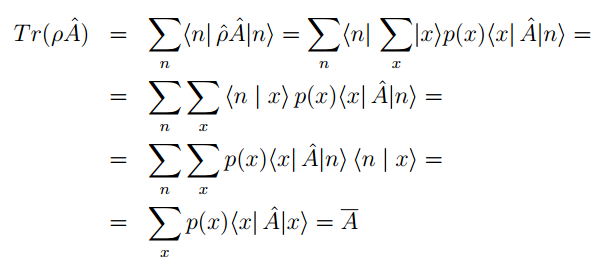 Tr(ρÂ) = ∑ₙ⟨n| ρ̂Â|n⟩ = ∑ₙ⟨n| ∑ₓ|x⟩p(x)⟨x| Â|n⟩ =
= ∑ₙ∑ₓ ⟨n | x⟩ p(x)⟨x| Â|n⟩ =
= ∑ₙ∑ₓ p(x)⟨x| Â|n⟩ ⟨n | x⟩ =
= ∑ₓ p(x)⟨x| Â|x⟩ = A̅